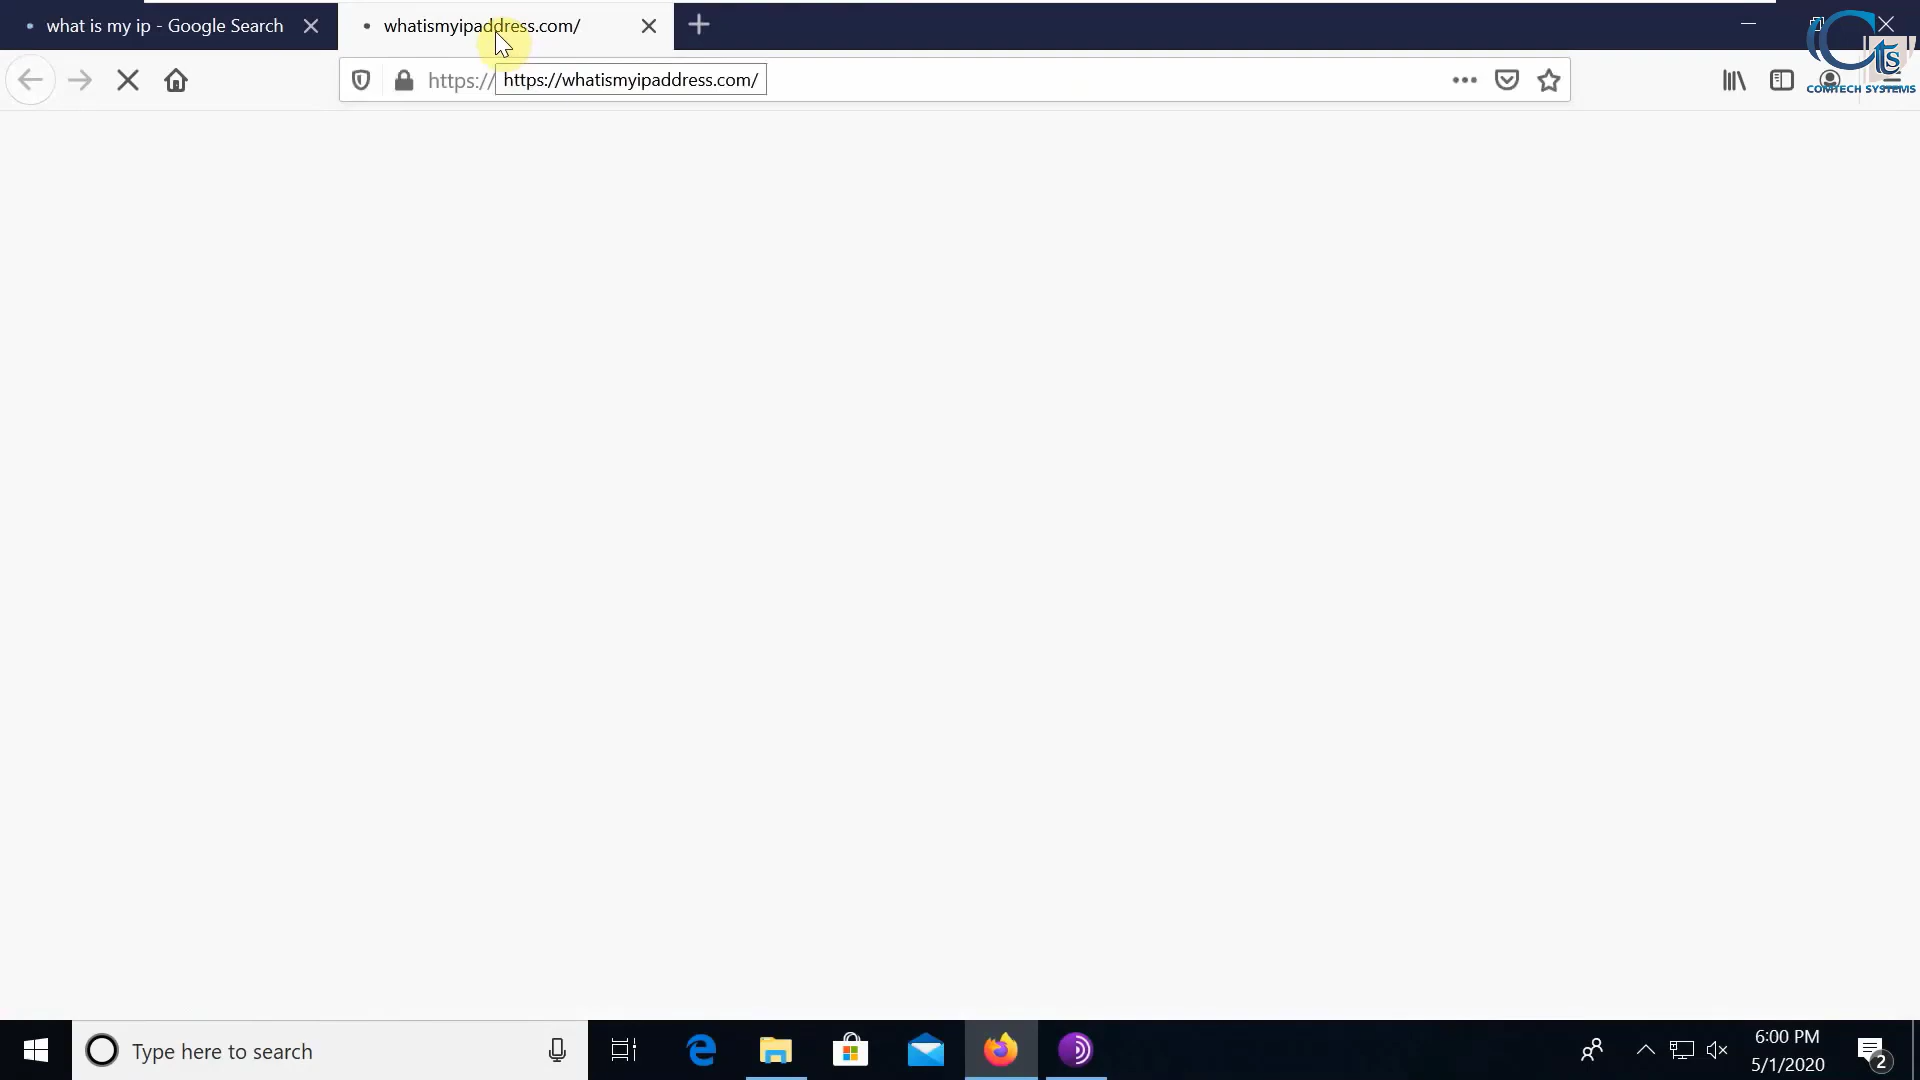 what is my ip - Google Search
whatismyipaddress.com/
https://
https://whatismyipaddress.com/
cts
COMTECH SYSTEMS
Type here to search
6:00 PM
5/1/2020
2